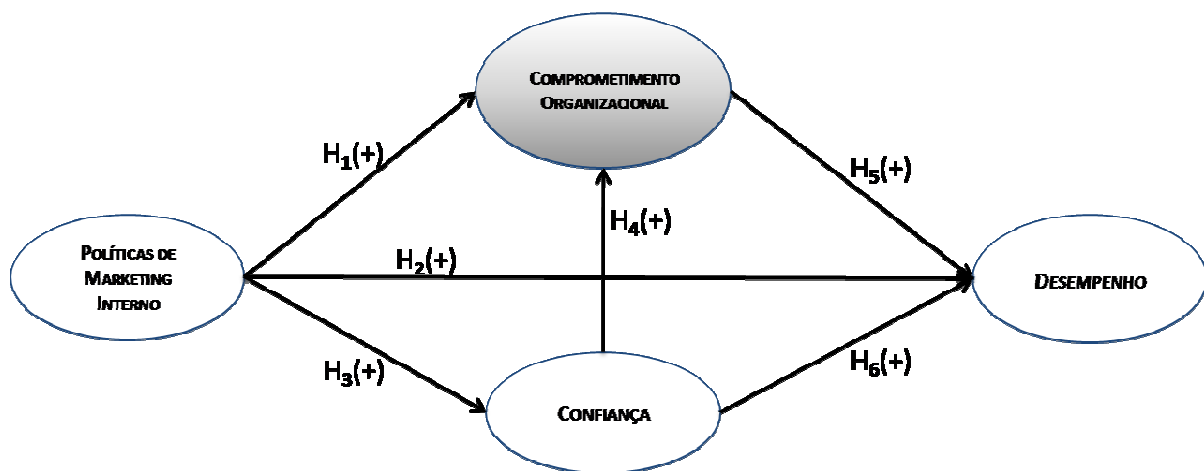 COMPROMETIMENTO
ORGANIZACIONAL
H₁(+)
H₅(+)
H₄(+)
POLÍTICAS DE
MARKETING
INTERNO
H₂(+)
DESEMPENHO
H₃(+)
H₆(+)
CONFIANÇA